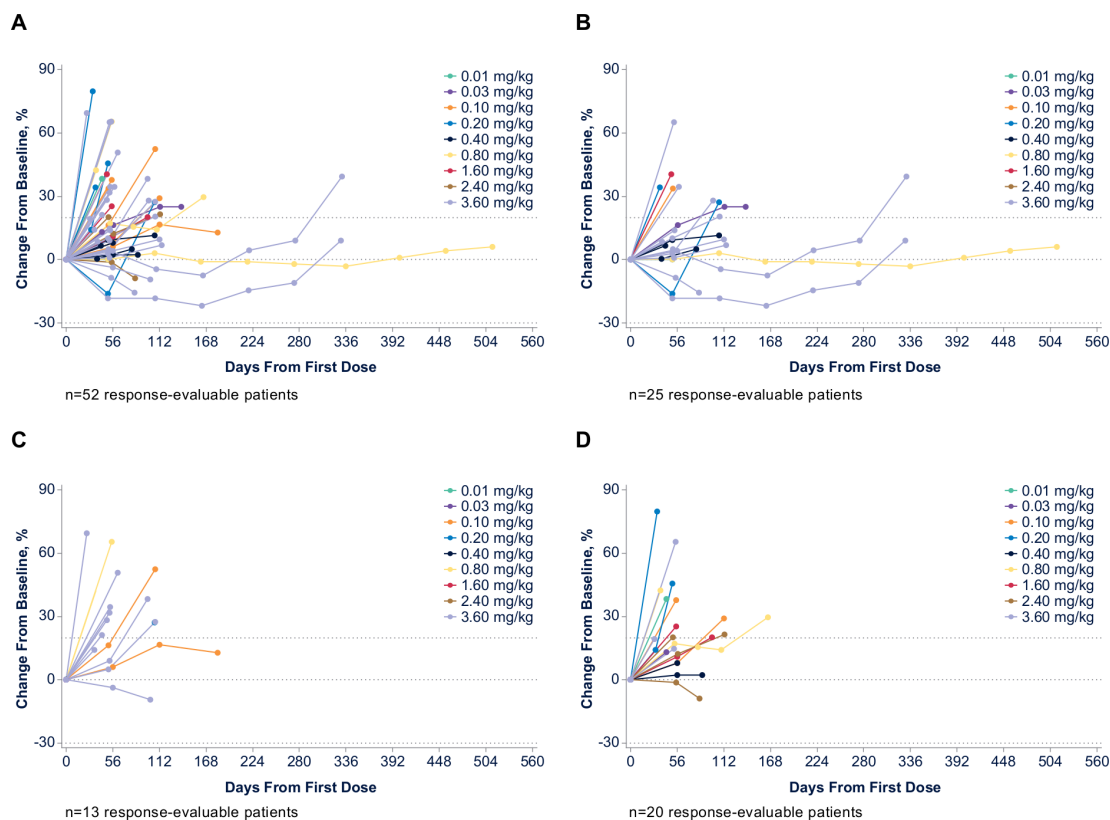 A
Change From Baseline, %
90
60
30
0
-30
0.01 mg/kg
0.03 mg/kg
0.10 mg/kg
0.20 mg/kg
0.40 mg/kg
0.80 mg/kg
1.60 mg/kg
2.40 mg/kg
3.60 mg/kg
0 56 112 168 224 280 336 392 448 504 560
Days From First Dose
n=52 response-evaluable patients
B
Change From Baseline, %
90
60
30
0
-30
0.01 mg/kg
0.03 mg/kg
0.10 mg/kg
0.20 mg/kg
0.40 mg/kg
0.80 mg/kg
1.60 mg/kg
2.40 mg/kg
3.60 mg/kg
0 56 112 168 224 280 336 392 448 504 560
Days From First Dose
n=25 response-evaluable patients
C
Change From Baseline, %
90
60
30
0
-30
0.01 mg/kg
0.03 mg/kg
0.10 mg/kg
0.20 mg/kg
0.40 mg/kg
0.80 mg/kg
1.60 mg/kg
2.40 mg/kg
3.60 mg/kg
0 56 112 168 224 280 336 392 448 504 560
Days From First Dose
n=13 response-evaluable patients
D
Change From Baseline, %
90
60
30
0
-30
0.01 mg/kg
0.03 mg/kg
0.10 mg/kg
0.20 mg/kg
0.40 mg/kg
0.80 mg/kg
1.60 mg/kg
2.40 mg/kg
3.60 mg/kg
0 56 112 168 224 280 336 392 448 504 560
Days From First Dose
n=20 response-evaluable patients